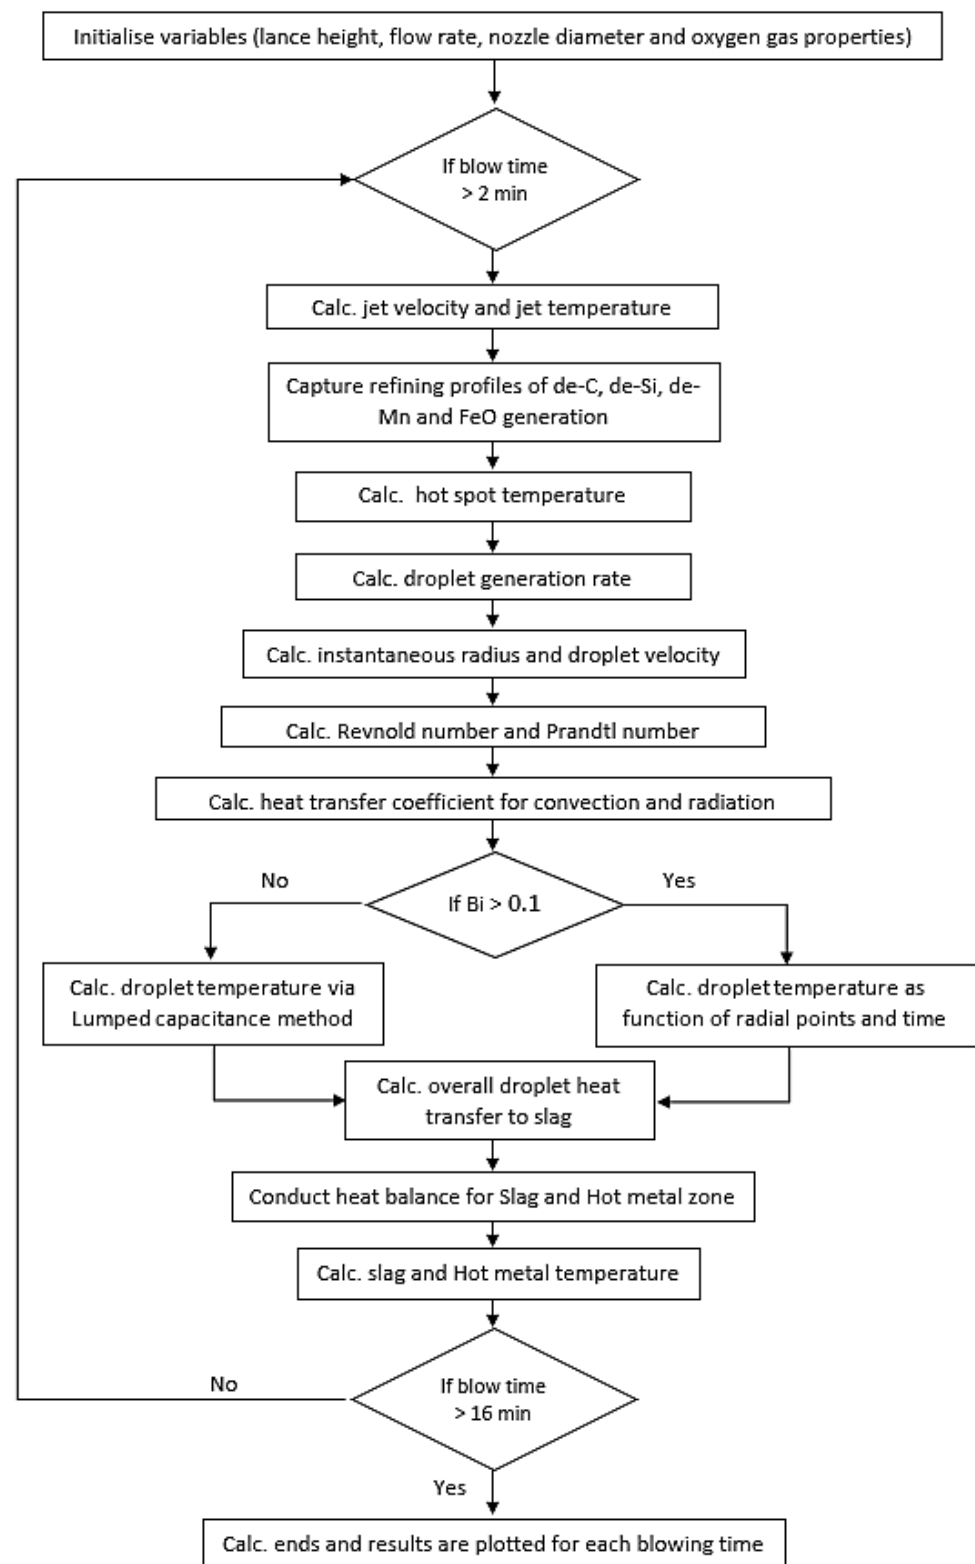 Initialise variables (lance height, flow rate, nozzle diameter and oxygen gas properties)
If blow time
> 2 min
Calc. jet velocity and jet temperature
Capture refining profiles of de-C, de-Si, de-
Mn and FeO generation
Calc. hot spot temperature
Calc. droplet generation rate
Calc. instantaneous radius and droplet velocity
Calc. Revnold number and Prandtl number
Calc. heat transfer coefficient for convection and radiation
No
Yes
If Bi > 0.1
Calc. droplet temperature via
Lumped capacitance method
Calc. droplet temperature as
function of radial points and time
Calc. overall droplet heat
transfer to slag
Conduct heat balance for Slag and Hot metal zone
Calc. slag and Hot metal temperature
No
If blow time
> 16 min
Yes
Calc. ends and results are plotted for each blowing time